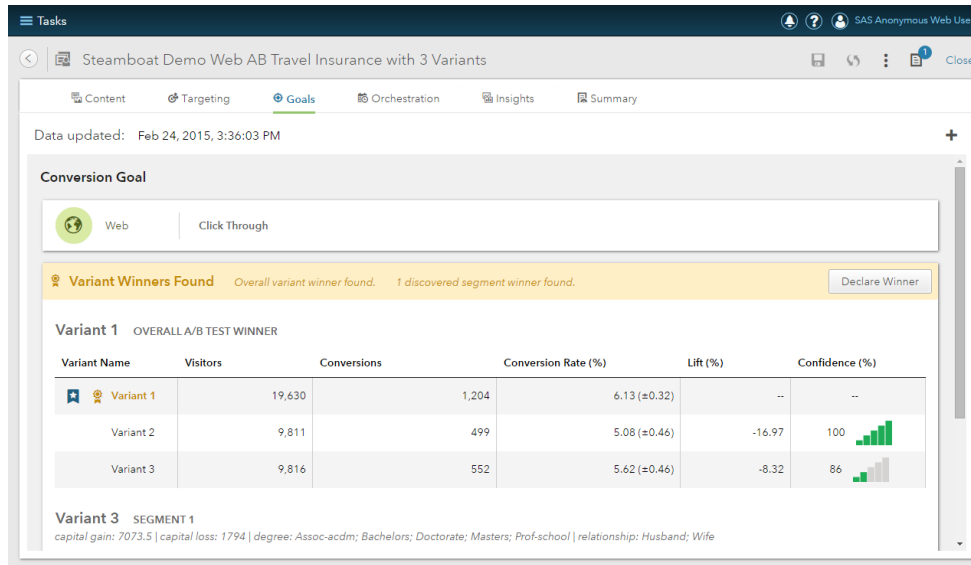 Tasks
SAS Anonymous Web Use
Steamboat Demo Web AB Travel Insurance with 3 Variants
1
Close
Content Targeting Goals Orchestration Insights Summary
Data updated: Feb 24, 2015, 3:36:03 PM
Conversion Goal
Web Click Through
Variant Winners Found Overall variant winner found. 1 discovered segment winner found. Declare Winner
Variant 1 OVERALL A/B TEST WINNER
Variant Name Visitors Conversions Conversion Rate (%) Lift (%) Confidence (%)
Variant 1 19,630 1,204 6.13 (±0.32) -- --
Variant 2 9,811 499 5.08 (±0.46) -16.97 100
Variant 3 9,816 552 5.62 (±0.46) -8.32 86
Variant 3 SEGMENT 1
capital gain: 7073.5 | capital loss: 1794 | degree: Assoc-acdm; Bachelors; Doctorate; Masters; Prof-school | relationship: Husband; Wife